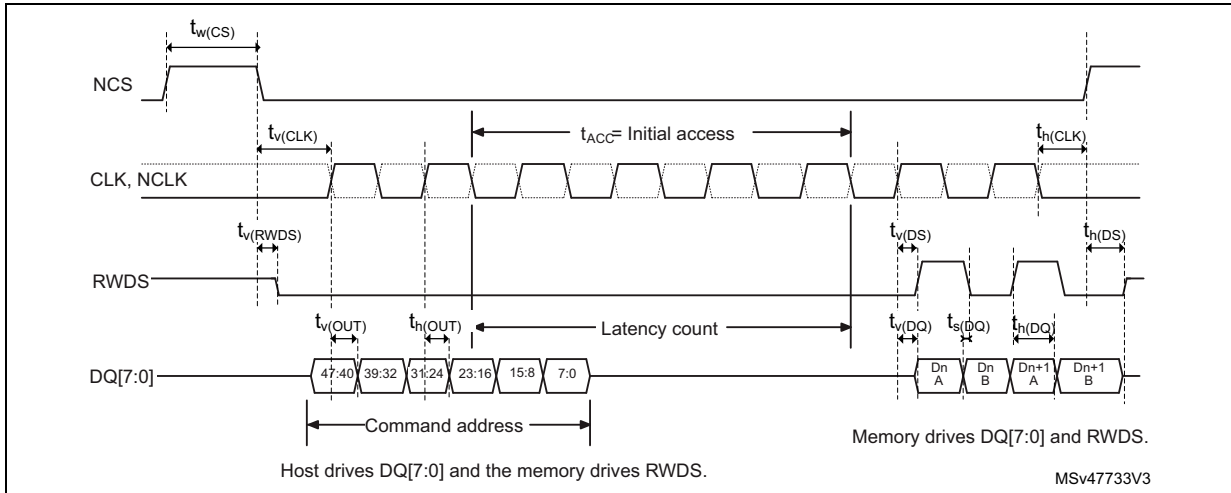 tw(CS)
NCS
tv(CLK)
tACC= Initial access
th(CLK)
CLK, NCLK
tv(RWDS)
tv(DS)
th(DS)
RWDS
tv(OUT)
th(OUT)
Latency count
tv(DQ)
ts(DQ)
th(DQ)
DQ[7:0]
47:40
39:32
31:24
23:16
15:8
7:0
Dn
A
Dn
B
Dn+1
A
Dn+1
B
Command address
Memory drives DQ[7:0] and RWDS.
Host drives DQ[7:0] and the memory drives RWDS.
MSv47733V3